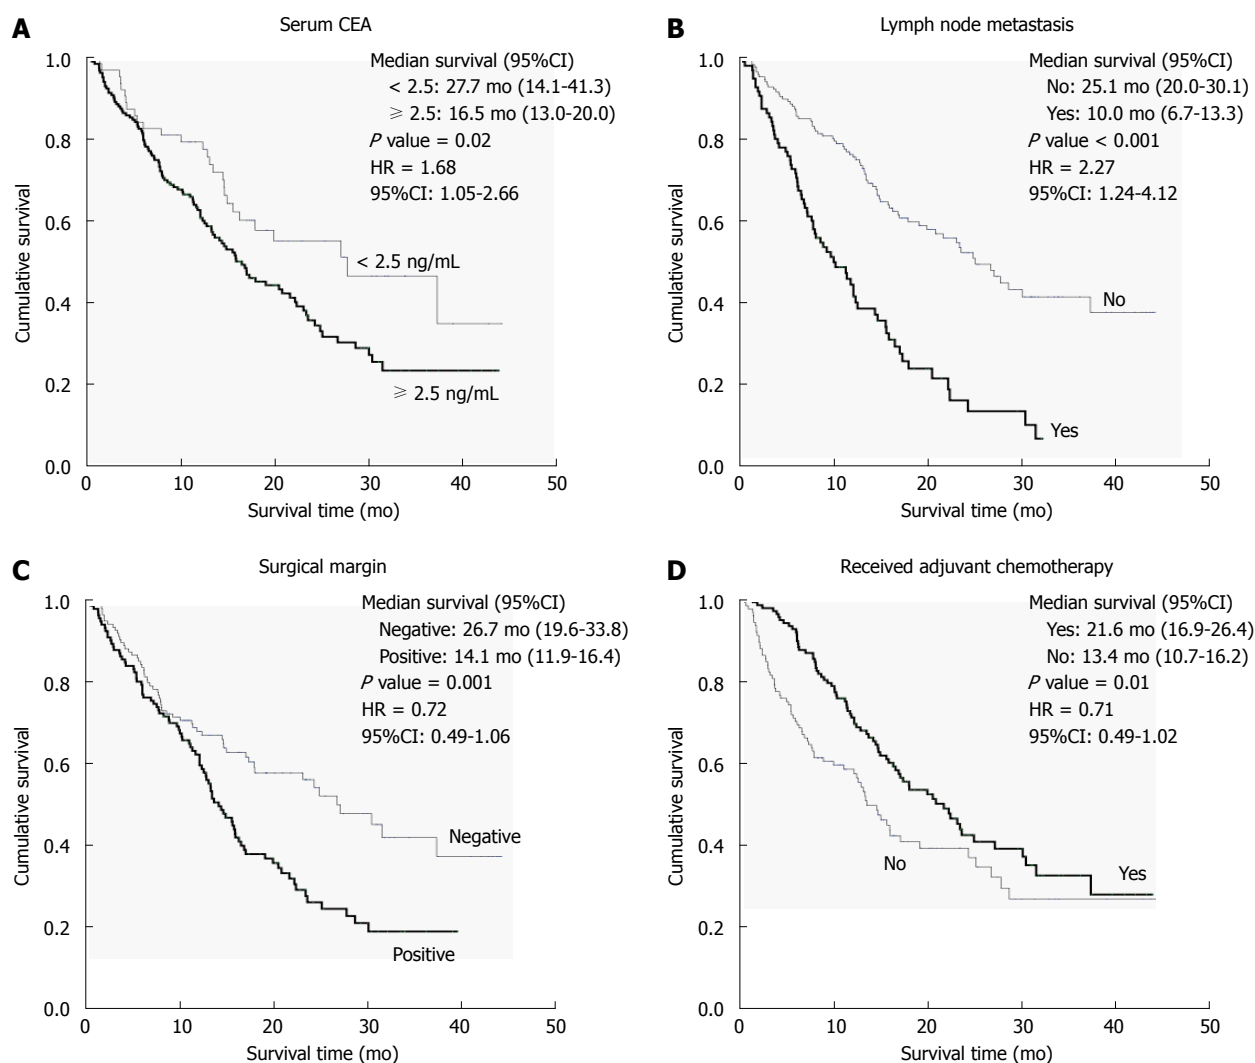 A
Serum CEA
Median survival (95%CI)
< 2.5: 27.7 mo (14.1-41.3)
⩾ 2.5: 16.5 mo (13.0-20.0)
P value = 0.02
HR = 1.68
95%CI: 1.05-2.66
< 2.5 ng/mL
⩾ 2.5 ng/mL
Cumulative survival
1.0
0.8
0.6
0.4
0.2
0.0
0 10 20 30 40 50
Survival time (mo)
B
Lymph node metastasis
Median survival (95%CI)
No: 25.1 mo (20.0-30.1)
Yes: 10.0 mo (6.7-13.3)
P value < 0.001
HR = 2.27
95%CI: 1.24-4.12
No
Yes
Cumulative survival
1.0
0.8
0.6
0.4
0.2
0.0
0 10 20 30 40 50
Survival time (mo)
C
Surgical margin
Median survival (95%CI)
Negative: 26.7 mo (19.6-33.8)
Positive: 14.1 mo (11.9-16.4)
P value = 0.001
HR = 0.72
95%CI: 0.49-1.06
Negative
Positive
Cumulative survival
1.0
0.8
0.6
0.4
0.2
0.0
0 10 20 30 40 50
Survival time (mo)
D
Received adjuvant chemotherapy
Median survival (95%CI)
Yes: 21.6 mo (16.9-26.4)
No: 13.4 mo (10.7-16.2)
P value = 0.01
HR = 0.71
95%CI: 0.49-1.02
No
Yes
Cumulative survival
1.0
0.8
0.6
0.4
0.2
0.0
0 10 20 30 40 50
Survival time (mo)